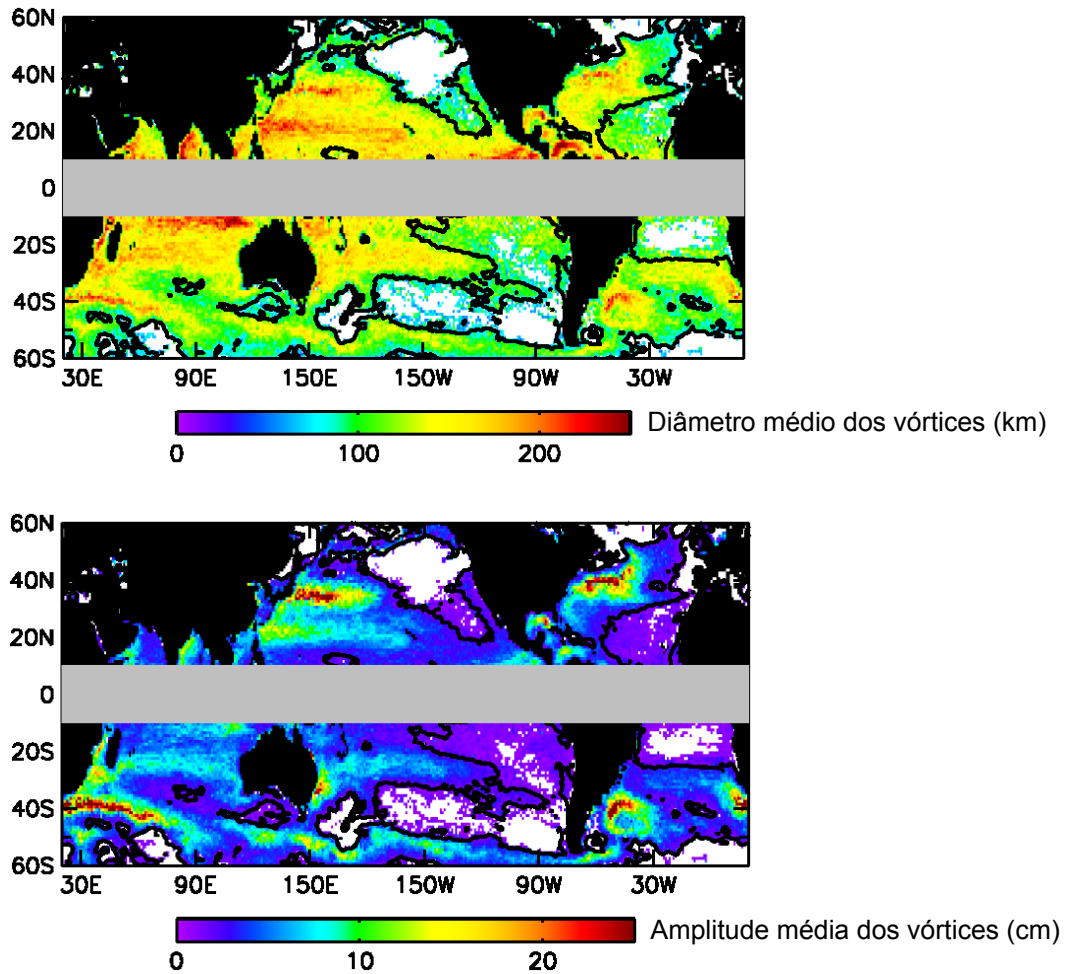 60N
40N
20N
0
20S
40S
60S
30E 90E 150E 150W 90W 30W
Diâmetro médio dos vórtices (km)
0 100 200
60N
40N
20N
0
20S
40S
60S
30E 90E 150E 150W 90W 30W
Amplitude média dos vórtices (cm)
0 10 20